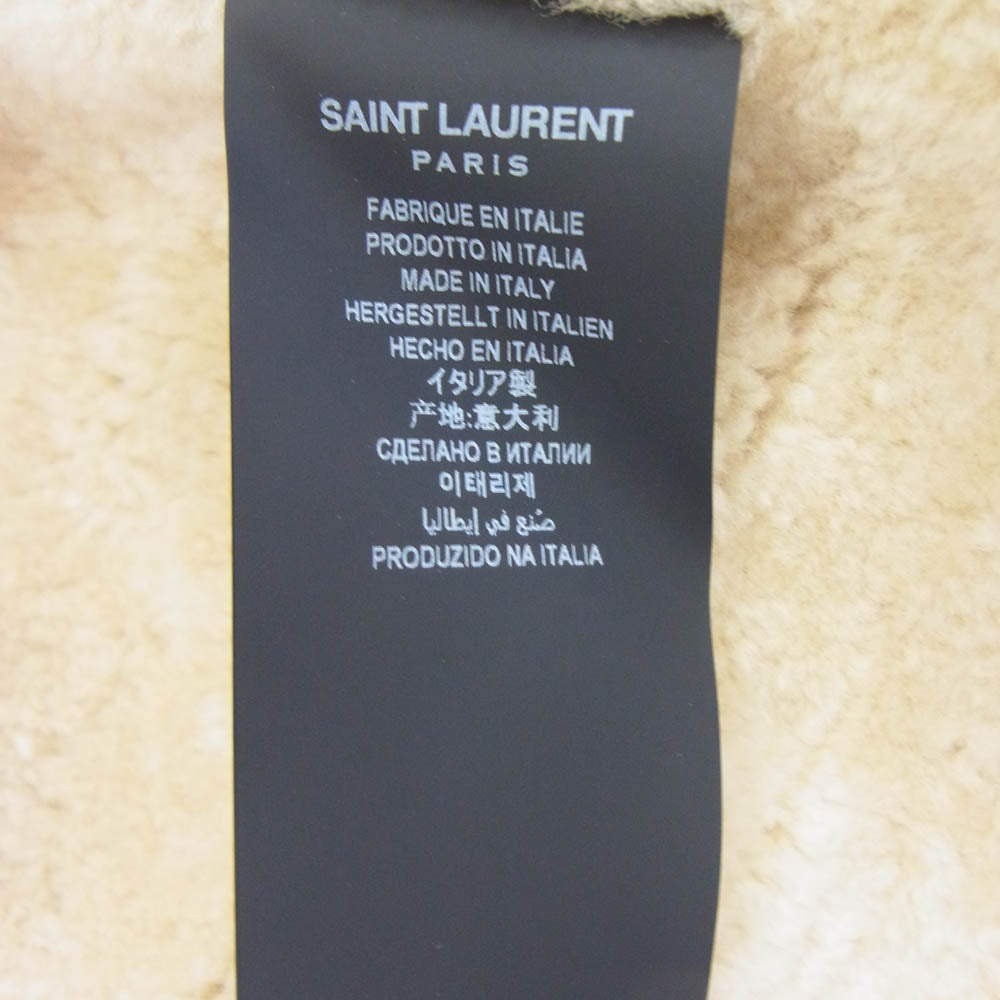 SAINT LAURENT
PARIS
FABRIQUE EN ITALIE
PRODOTTO IN ITALIA
MADE IN ITALY
HERGESTELLT IN ITALIEN
HECHO EN ITALIA
イタリア製
产地:意大利
СДЕЛАНО В ИТАЛИИ
이태리제
صُنع في إيطاليا
PRODUZIDO NA ITALIA